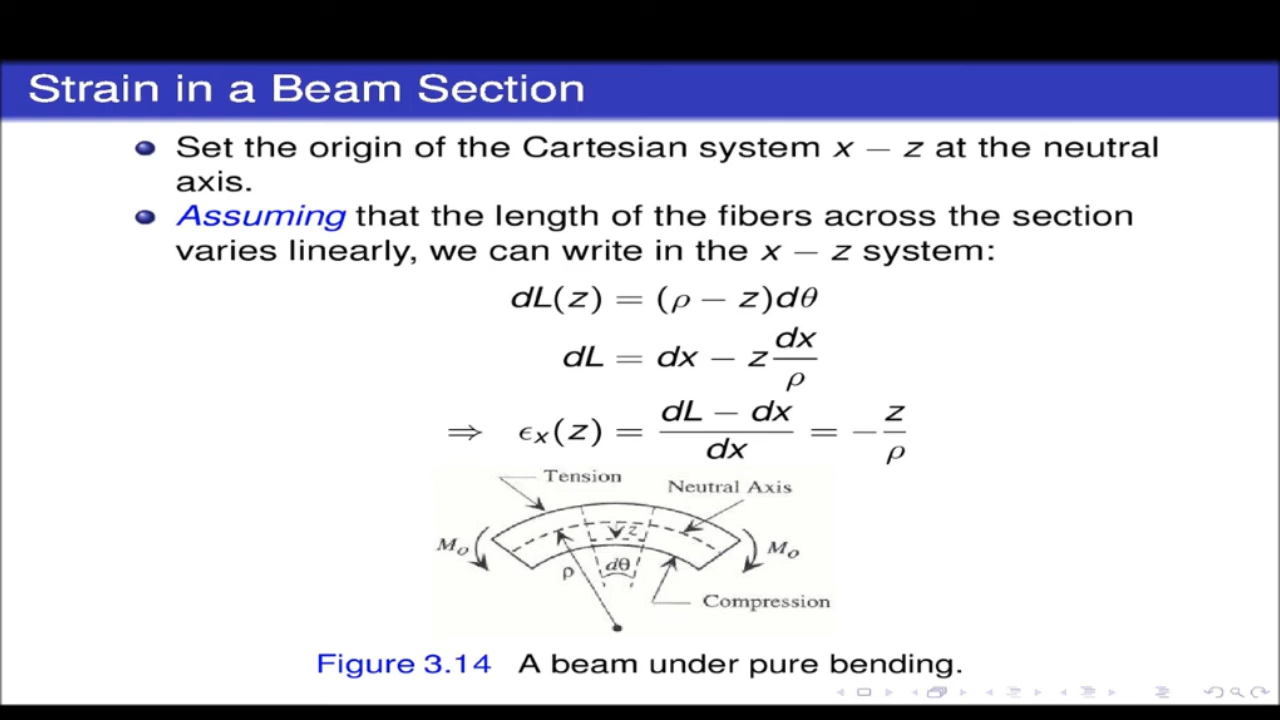 Strain in a Beam Section
Set the origin of the Cartesian system x − z at the neutral
axis.
Assuming that the length of the fibers across the section
varies linearly, we can write in the x − z system:
dL(z) = (ρ − z)dθ
dL = dx − z dx/ρ
⇒ ϵx(z) = (dL − dx)/dx = −z/ρ
Tension
Neutral Axis
z
Mo
Mo
ρ
dθ
Compression
Figure 3.14 A beam under pure bending.